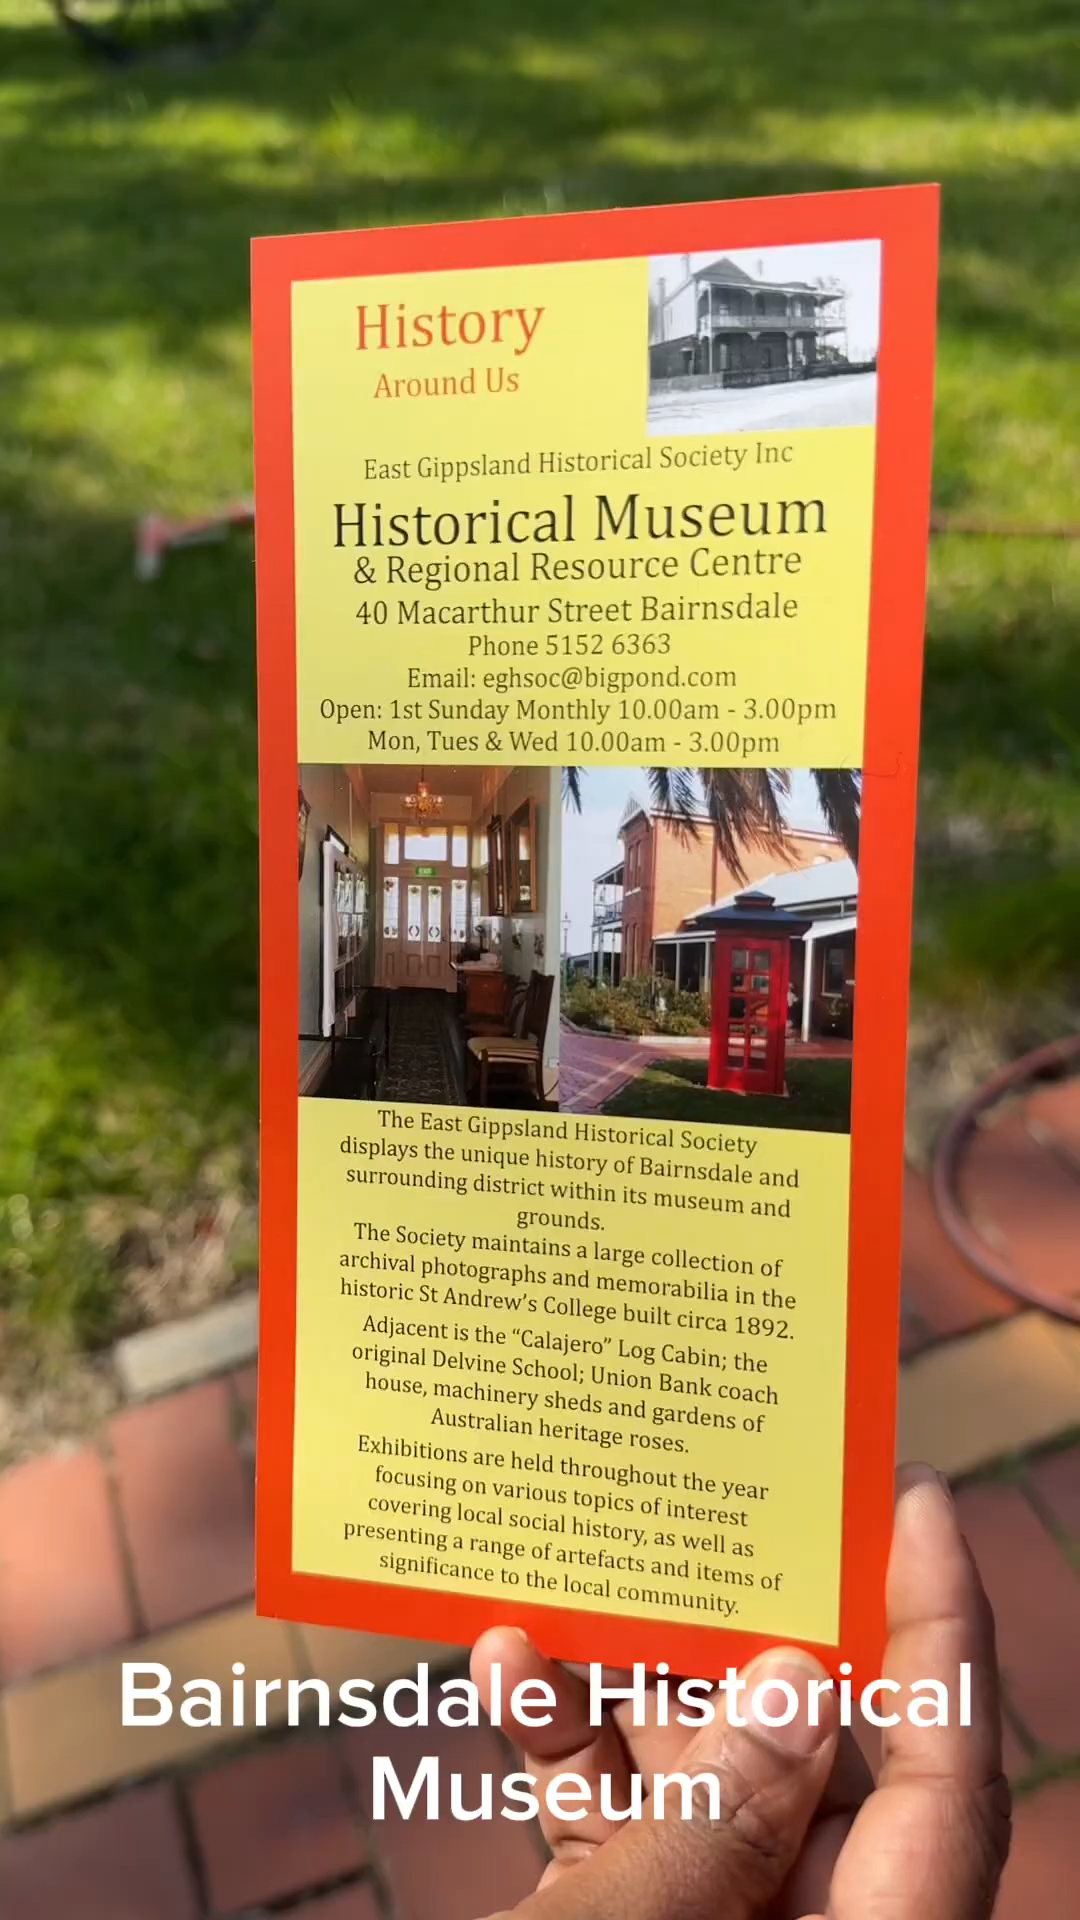 History
Around Us
East Gippsland Historical Society Inc
Historical Museum
& Regional Resource Centre
40 Macarthur Street Bairnsdale
Phone 5152 6363
Email: eghsoc@bigpond.com
Open: 1st Sunday Monthly 10.00am - 3.00pm
Mon, Tues & Wed 10.00am - 3.00pm
The East Gippsland Historical Society
displays the unique history of Bairnsdale and
surrounding district within its museum and
grounds.
The Society maintains a large collection of
archival photographs and memorabilia in the
historic St Andrew's College built circa 1892.
Adjacent is the "Calajero" Log Cabin; the
original Delvine School; Union Bank coach
house, machinery sheds and gardens of
Australian heritage roses.
Exhibitions are held throughout the year
focusing on various topics of interest
covering local social history, as well as
presenting a range of artefacts and items of
significance to the local community.
Bairnsdale Historical
Museum